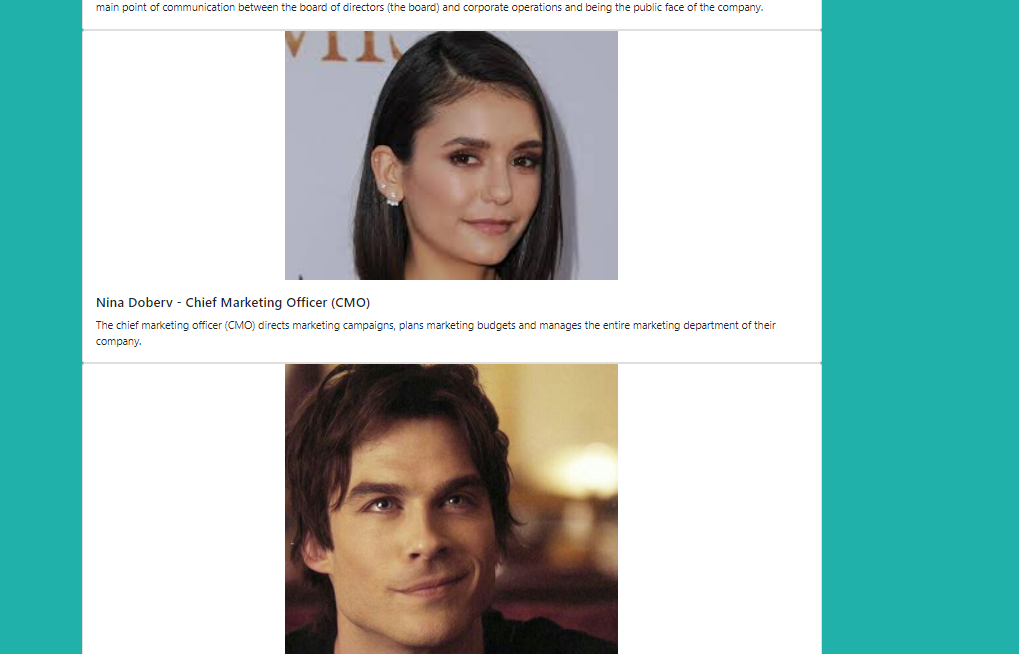 main point of communication between the board of directors (the board) and corporate operations and being the public face of the company.
Nina Doberv - Chief Marketing Officer (CMO)
The chief marketing officer (CMO) directs marketing campaigns, plans marketing budgets and manages the entire marketing department of their
company.